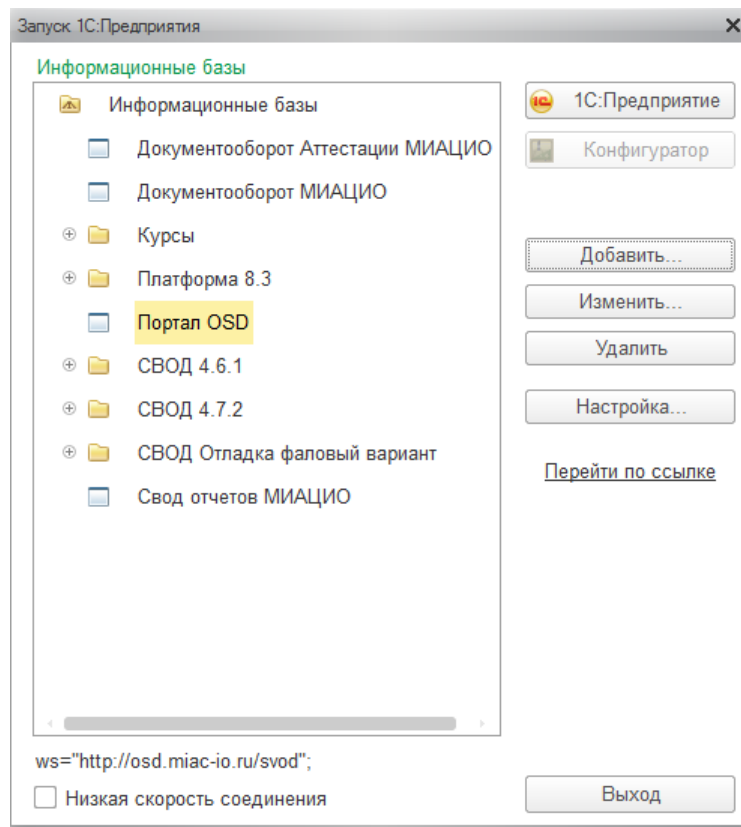 Запуск 1С:Предприятия
Информационные базы
Информационные базы
1С:Предприятие
Документооборот Аттестации МИАЦИО
Конфигуратор
Документооборот МИАЦИО
Курсы
Добавить...
Платформа 8.3
Изменить...
Портал OSD
Удалить
СВОД 4.6.1
СВОД 4.7.2
Настройка...
СВОД Отладка фаловый вариант
Перейти по ссылке
Свод отчетов МИАЦИО
ws="http://osd.miac-io.ru/svod";
Низкая скорость соединения
Выход